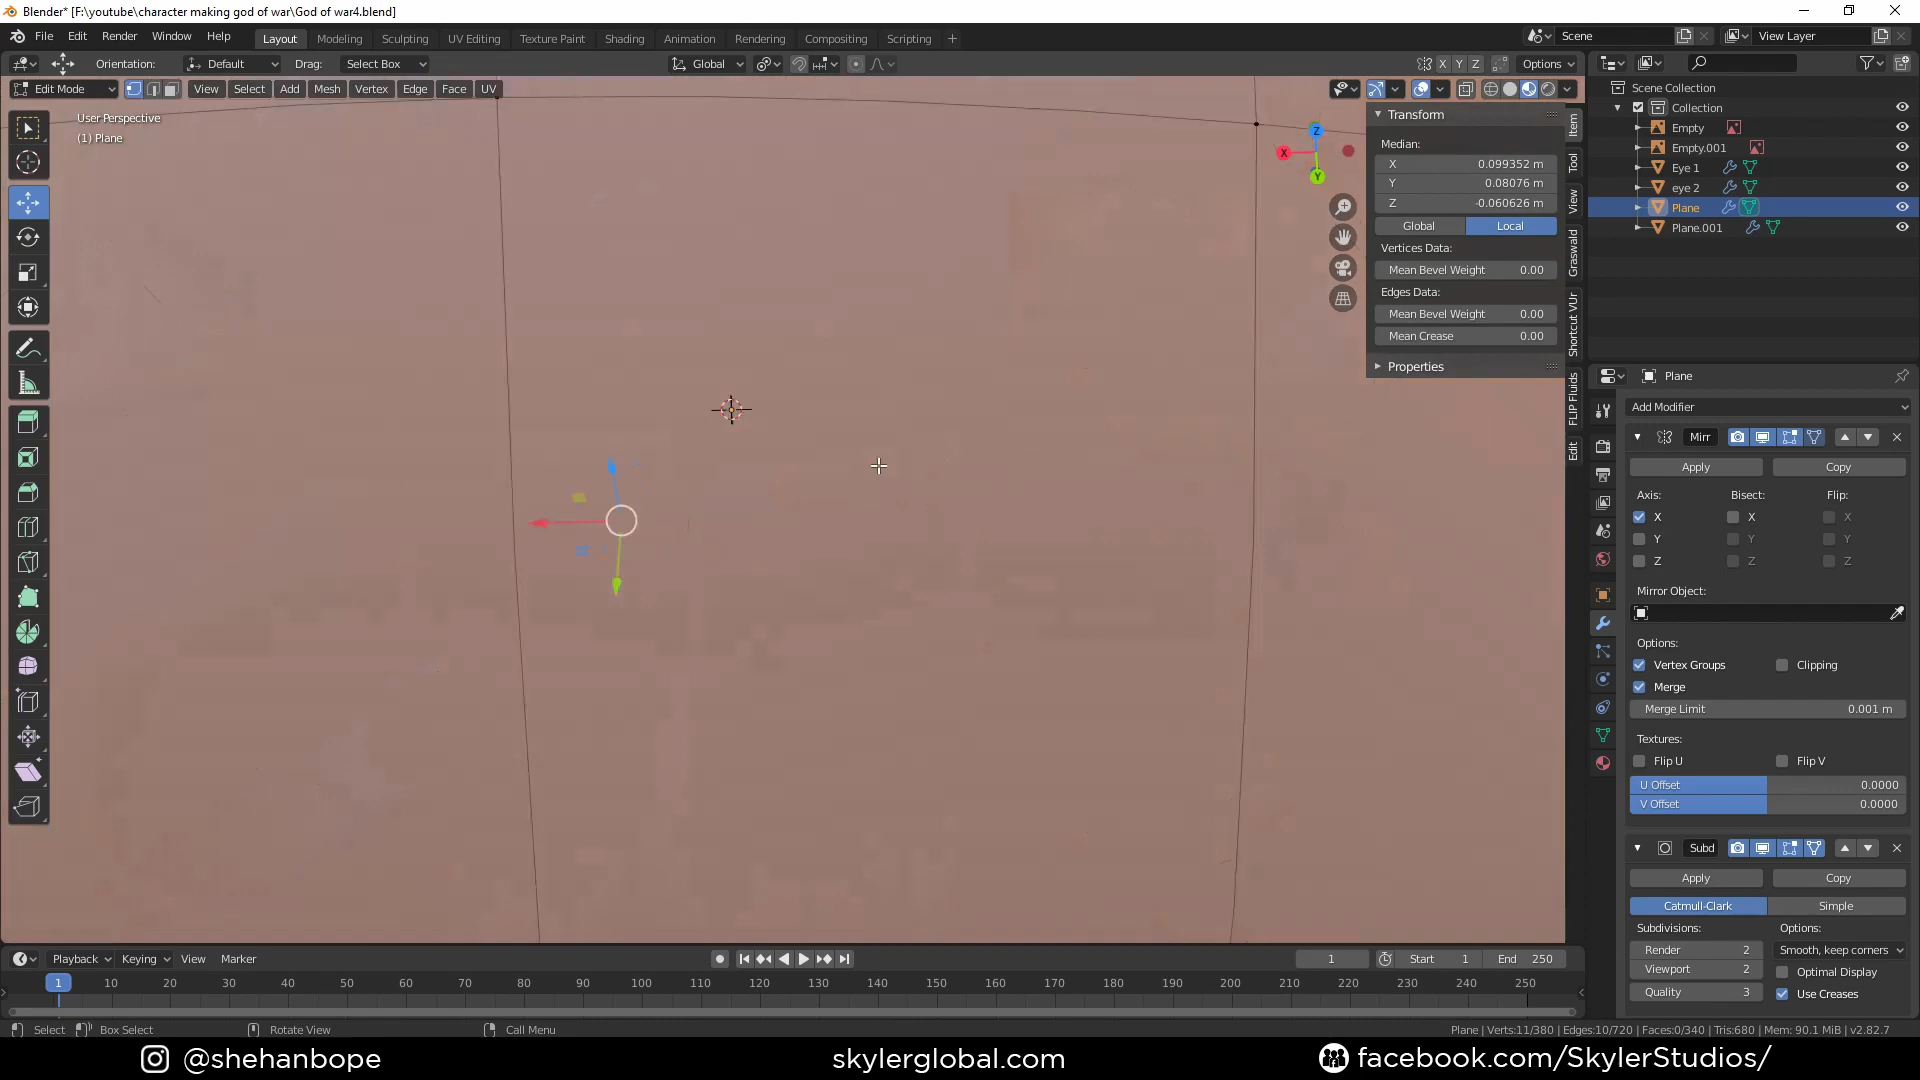 Blender* [F:\youtube\character making god of war\God of war4.blend]
File Edit Render Window Help Layout Modeling Sculpting UV Editing Texture Paint Shading Animation Rendering Compositing Scripting Scene View Layer
Orientation: Default Drag: Select Box Global X Y Z Options
Edit Mode View Select Add Mesh Vertex Edge Face UV
User Perspective
(1) Plane
Z
X
Y
Transform
Median:
X 0.099352 m
Y 0.08076 m
Z -0.060626 m
Global Local
Vertices Data:
Mean Bevel Weight 0.00
Edges Data:
Mean Bevel Weight 0.00
Mean Crease 0.00
Properties
Item
Tool
View
Graswald
Shortcut VUr
FLIP Fluids
Edit
Scene Collection
Collection
Empty
Empty.001
Eye 1
eye 2
Plane
Plane.001
Plane
Add Modifier
Mirr
Apply Copy
Axis: Bisect: Flip:
X X X
Y Y Y
Z Z Z
Mirror Object:
Options:
Vertex Groups Clipping
Merge
Merge Limit 0.001 m
Textures:
Flip U Flip V
U Offset 0.0000
V Offset 0.0000
Subd
Apply Copy
Catmull-Clark Simple
Subdivisions: Options:
Render 2 Smooth, keep corners
Viewport 2 Optimal Display
Quality 3 Use Creases
Playback Keying View Marker 1 Start 1 End 250
1 10 20 30 40 50 60 70 80 90 100 110 120 130 140 150 160 170 180 190 200 210 220 230 240 250
Select Box Select Rotate View Call Menu Plane | Verts:11/380 | Edges:10/720 | Faces:0/340 | Tris:680 | Mem: 90.1 MiB | v2.82.7
@shehanbope skylerglobal.com facebook.com/SkylerStudios/